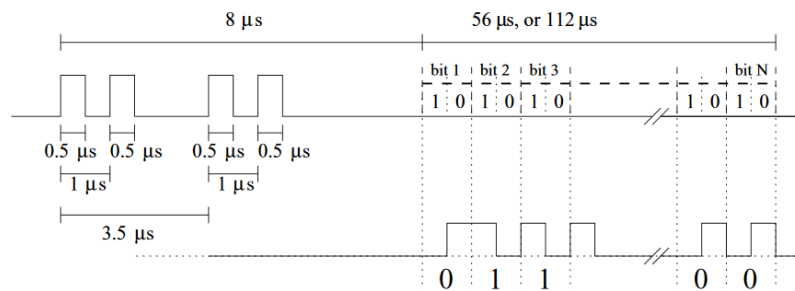 8 μs 56 μs, or 112 μs
bit 1 bit 2 bit 3 bit N
1 0 1 0 1 0 1 0 1 0
0.5 μs 0.5 μs 0.5 μs 0.5 μs
1 μs 1 μs
3.5 μs
0 1 1 0 0